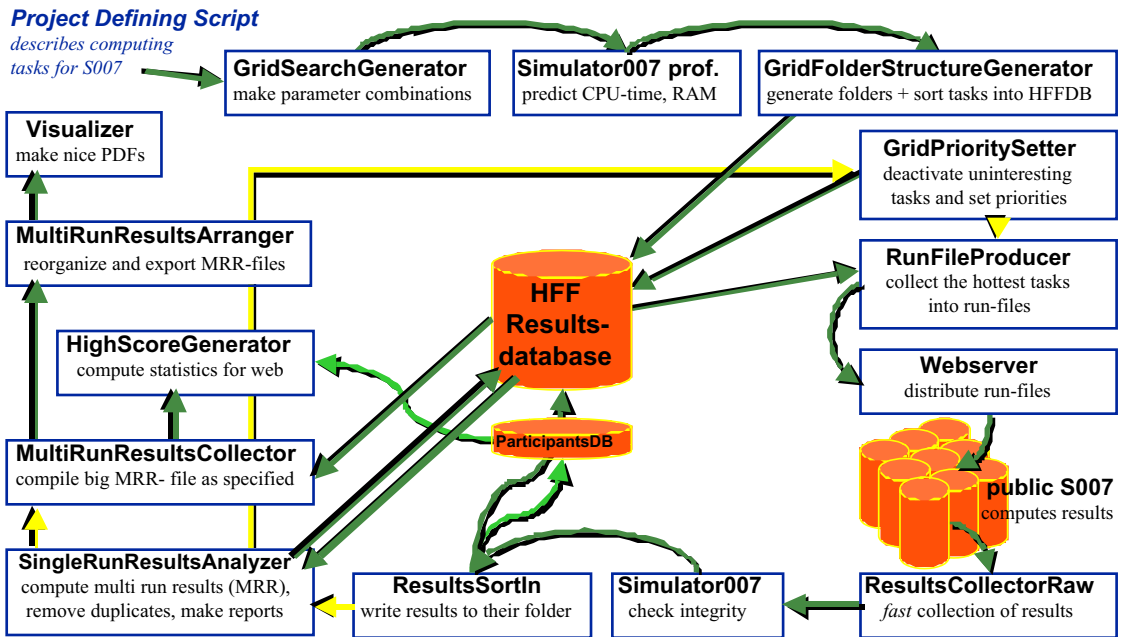 Project Defining Script
describes computing
tasks for S007
GridSearchGenerator
make parameter combinations
Simulator007 prof.
predict CPU-time, RAM
GridFolderStructureGenerator
generate folders + sort tasks into HFFDB
Visualizer
make nice PDFs
GridPrioritySetter
deactivate uninteresting
tasks and set priorities
MultiRunResultsArranger
reorganize and export MRR-files
RunFileProducer
collect the hottest tasks
into run-files
HFF
Results-
database
HighScoreGenerator
compute statistics for web
Webserver
distribute run-files
ParticipantsDB
MultiRunResultsCollector
compile big MRR- file as specified
public S007
computes results
SingleRunResultsAnalyzer
compute multi run results (MRR),
remove duplicates, make reports
ResultsSortIn
write results to their folder
Simulator007
check integrity
ResultsCollectorRaw
fast collection of results